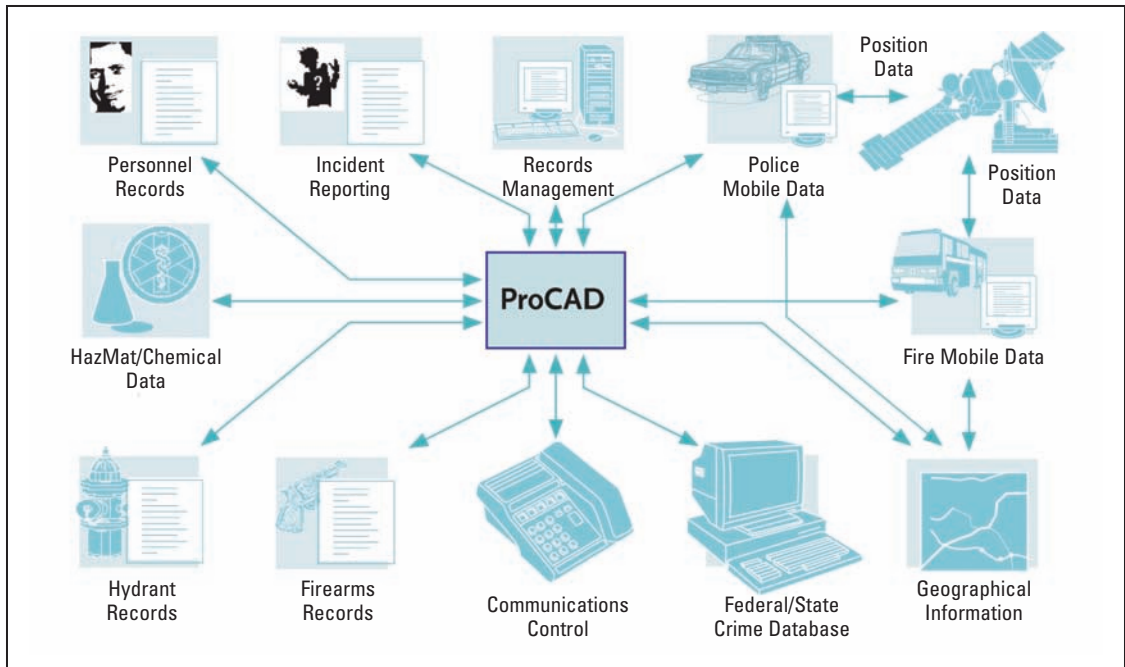 Position
Data
?
Personnel
Records
Incident
Reporting
Records
Management
Police
Mobile Data
Position
Data
ProCAD
HazMat/Chemical
Data
Fire Mobile Data
Hydrant
Records
Firearms
Records
Communications
Control
Federal/State
Crime Database
Geographical
Information